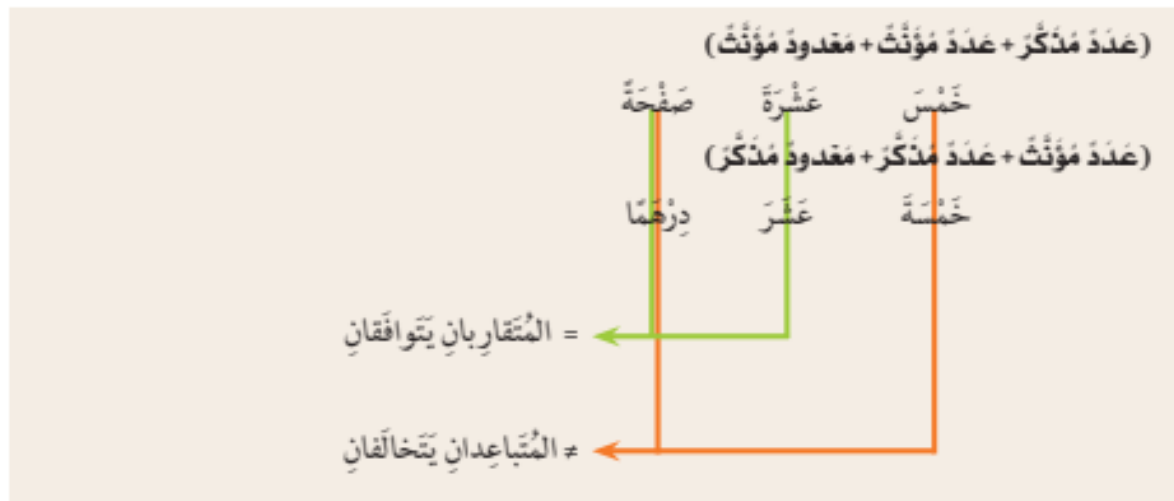 (عَدَدٌ مُذَكَّرٌ + عَدَدٌ مُؤَنَّثٌ + مَعْدودٌ مُؤَنَّثٌ)
خَمْسَ عَشْرَةَ صَفْحَةً
(عَدَدٌ مُؤَنَّثٌ + عَدَدٌ مُذَكَّرٌ + مَعْدودٌ مُذَكَّرٌ)
خَمْسَةَ عَشَرَ دِرْهَمًا
= المُتَقارِبانِ يَتَوافَقانِ
≠ المُتَباعِدانِ يَتَخالَفانِ